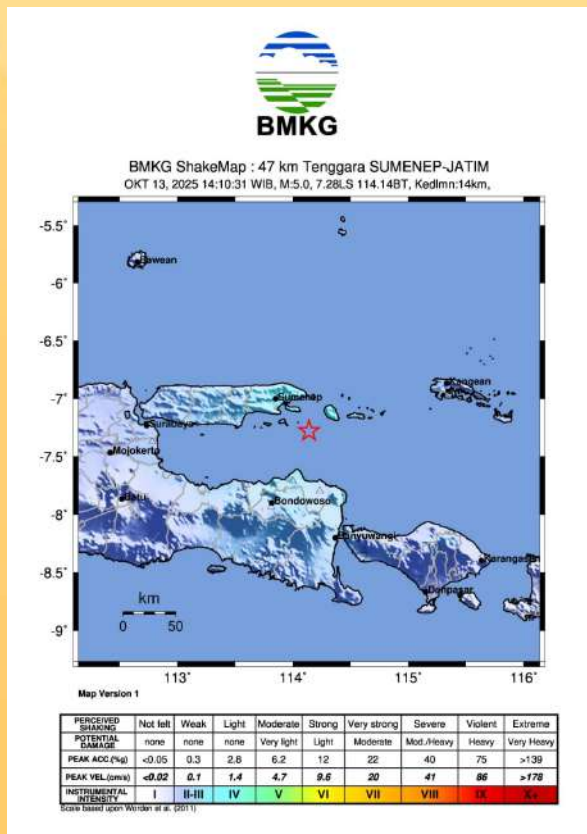 BMKG
BMKG ShakeMap : 47 km Tenggara SUMENEP-JATIM
OKT 13, 2025 14:10:31 WIB, M:5.0, 7.28LS 114.14BT, Kedlmn:14km,
-5.5°
Bawean
-6°
-6.5°
Kangean
-7°
Sumenep
Surabaya
Mojokerto
-7.5°
Batu
Bondowoso
-8°
Banyuwangi
Karangasem
-8.5°
Denpasar
km
0 50
-9°
113° 114° 115° 116°
Map Version 1
PERCEIVED SHAKING Not felt Weak Light Moderate Strong Very strong Severe Violent Extreme
POTENTIAL DAMAGE none none none Very light Light Moderate Mod./Heavy Heavy Very Heavy
PEAK ACC.(%g) <0.05 0.3 2.8 6.2 12 22 40 75 >139
PEAK VEL.(cm/s) <0.02 0.1 1.4 4.7 9.6 20 41 86 >178
INSTRUMENTAL INTENSITY I II-III IV V VI VII VIII IX X+
Scale based upon Worden et al. (2011)